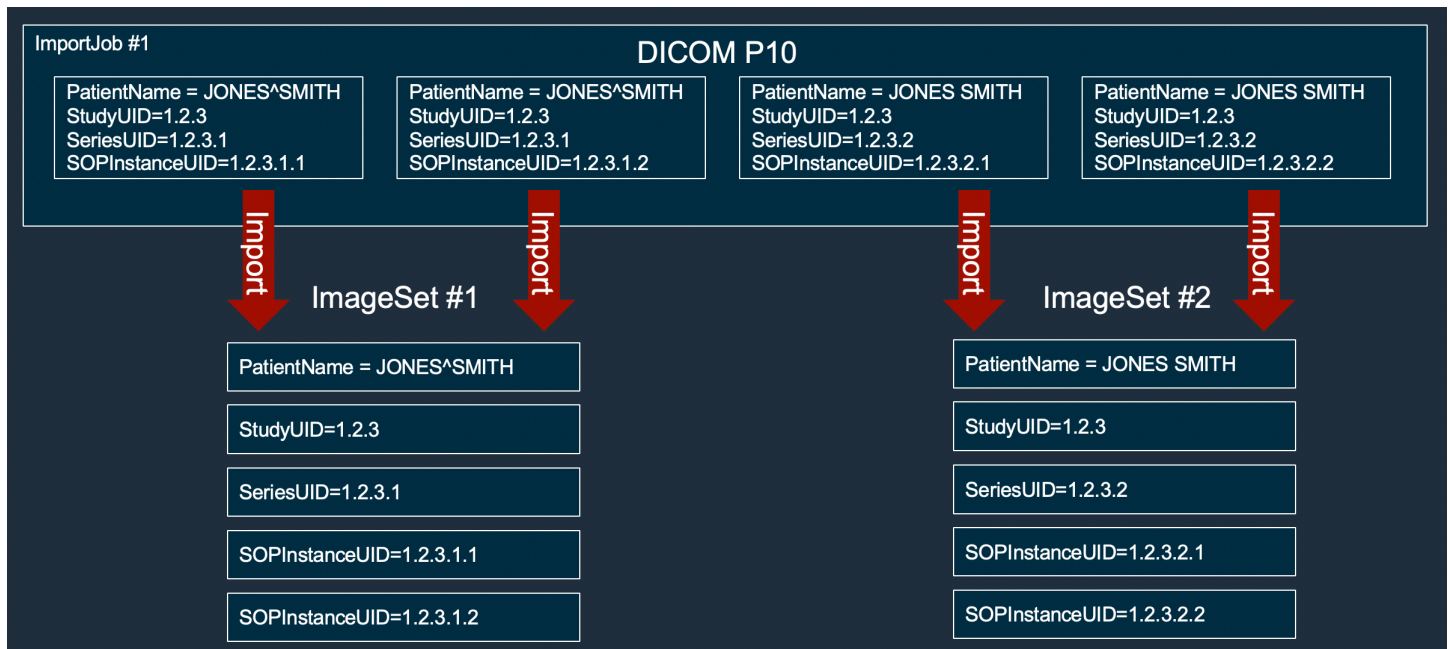 ImportJob #1
DICOM P10
PatientName = JONES^SMITH
StudyUID=1.2.3
SeriesUID=1.2.3.1
SOPInstanceUID=1.2.3.1.1
PatientName = JONES^SMITH
StudyUID=1.2.3
SeriesUID=1.2.3.1
SOPInstanceUID=1.2.3.1.2
PatientName = JONES SMITH
StudyUID=1.2.3
SeriesUID=1.2.3.2
SOPInstanceUID=1.2.3.2.1
PatientName = JONES SMITH
StudyUID=1.2.3
SeriesUID=1.2.3.2
SOPInstanceUID=1.2.3.2.2
Import
Import
Import
Import
ImageSet #1
PatientName = JONES^SMITH
StudyUID=1.2.3
SeriesUID=1.2.3.1
SOPInstanceUID=1.2.3.1.1
SOPInstanceUID=1.2.3.1.2
ImageSet #2
PatientName = JONES SMITH
StudyUID=1.2.3
SeriesUID=1.2.3.2
SOPInstanceUID=1.2.3.2.1
SOPInstanceUID=1.2.3.2.2